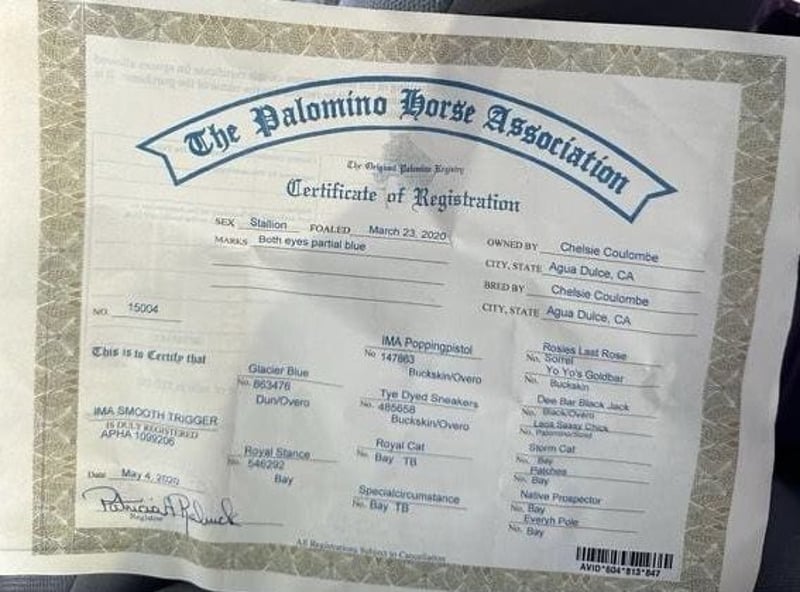 The Palomino Horse Association
The Original Palomino Registry
Certificate of Registration
SEX Stallion FOALED March 23, 2020
MARKS Both eyes partial blue
OWNED BY Chelsie Coulombe
CITY, STATE Agua Dulce, CA
BRED BY Chelsie Coulombe
CITY, STATE Agua Dulce, CA
NO. 15004
This is to Certify that
IMA SMOOTH TRIGGER
IS DULY REGISTERED
APHA 1099206
Date May 4, 2020
Registrar
Glacier Blue
No. 863476
Dun/Overo
Royal Stance
No. 546292
Bay
IMA Poppingpistol
No 147863
Buckskin/Overo
Tye Dyed Sneakers
No. 485658
Buckskin/Overo
Royal Cat
No. Bay TB
Specialcircumstance
No. Bay TB
Rosies Last Rose
No. Sorrel
Yo Yo's Goldbar
No. Buckskin
Dee Bar Black Jack
No. Black/Overo
Leos Sassy Chick
No. Palomino/Solid
Storm Cat
No. Bay
Patches
No. Bay
Native Prospector
No. Bay
Everyh Pole
No. Bay
All Registrations Subject to Cancellation
AVID*604*813*847